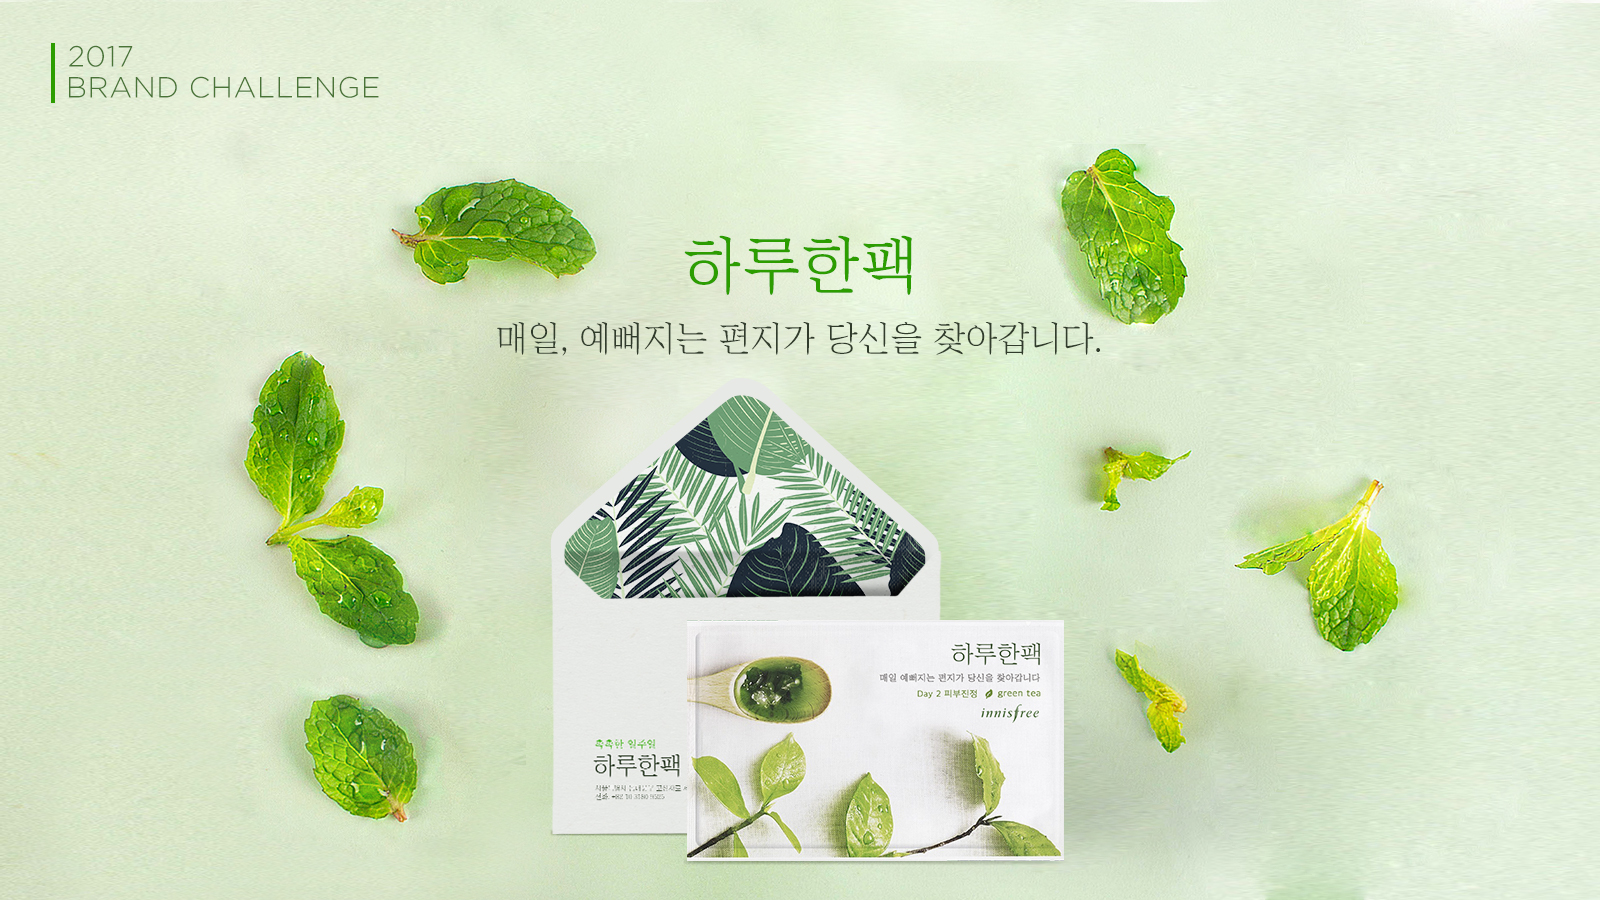 2017
BRAND CHALLENGE
하루한팩
매일, 예뻐지는 편지가 당신을 찾아갑니다.
하루한팩
매일 예뻐지는 편지가 당신을 찾아갑니다
Day 2 피부진정 green tea
innisfree
촉촉한 일주일
하루한팩